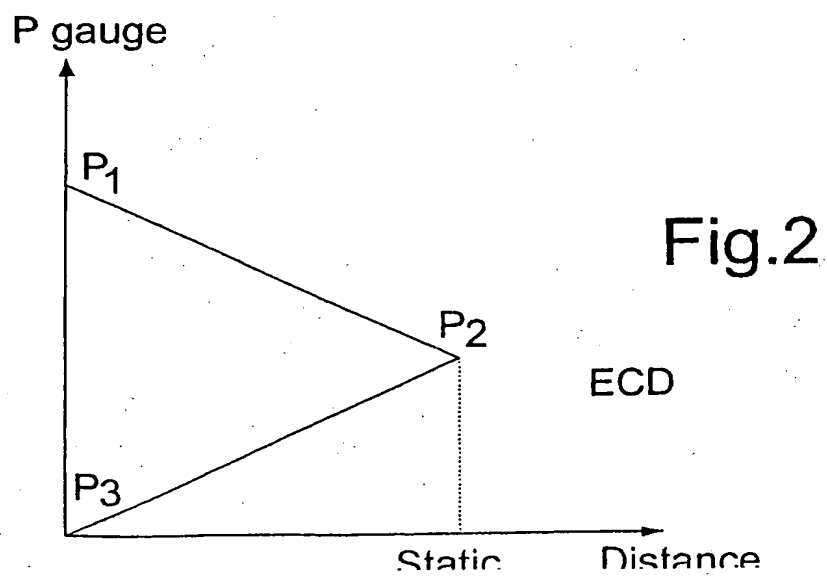 P gauge
P1
Fig.2
P2
ECD
P3
Static
Distance